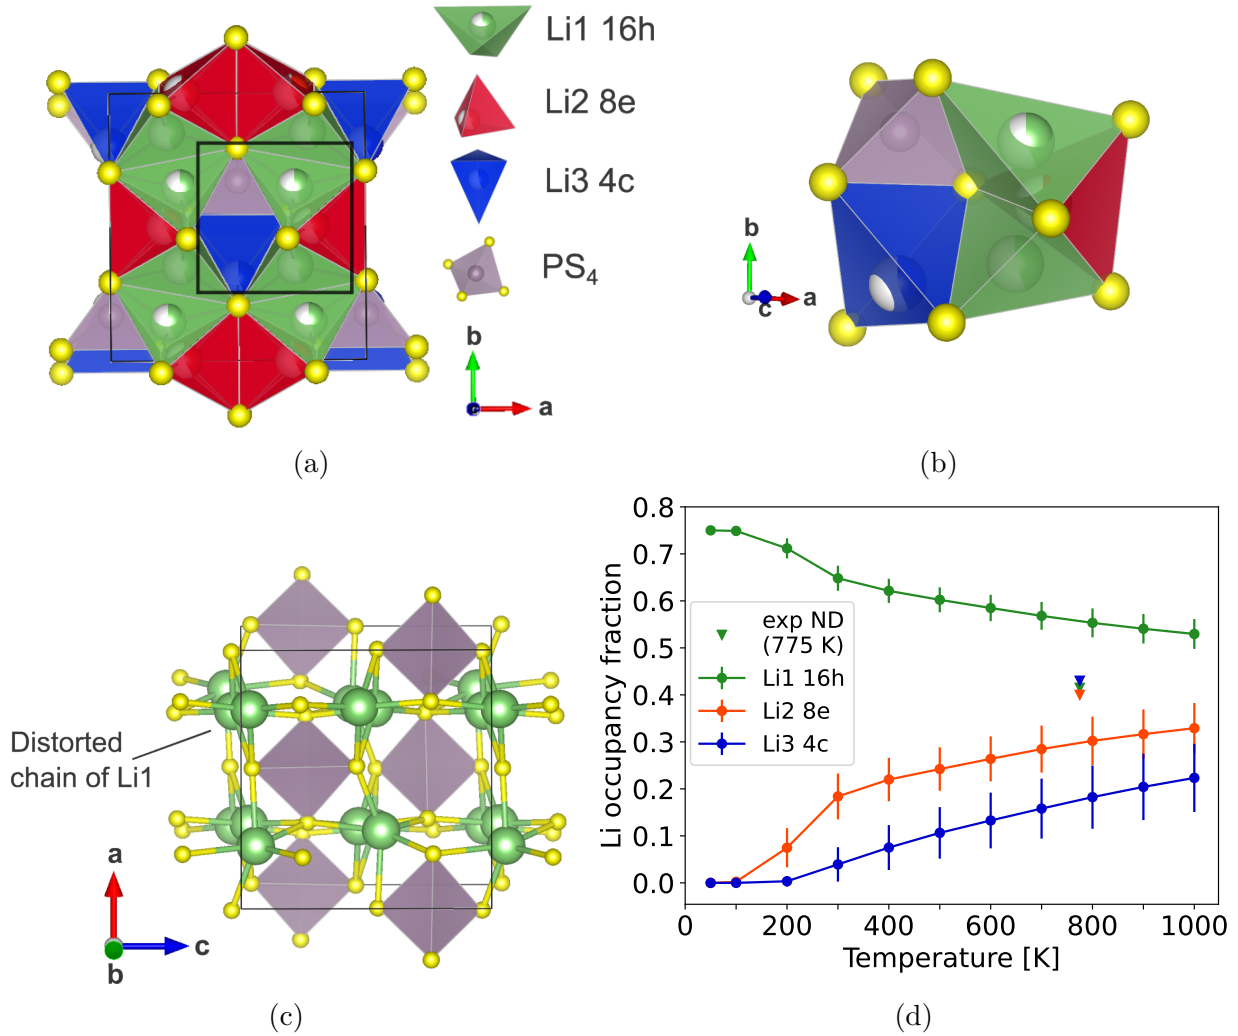 Li1 16h
Li2 8e
Li3 4c
PS4
b
a
c
(a)
b
a
c
(b)
Distorted
chain of Li1
a
c
b
(c)
0.8
0.7
0.6
0.5
0.4
0.3
0.2
0.1
0.0
Li occupancy fraction
exp ND
(775 K)
Li1 16h
Li2 8e
Li3 4c
0 200 400 600 800 1000
Temperature [K]
(d)